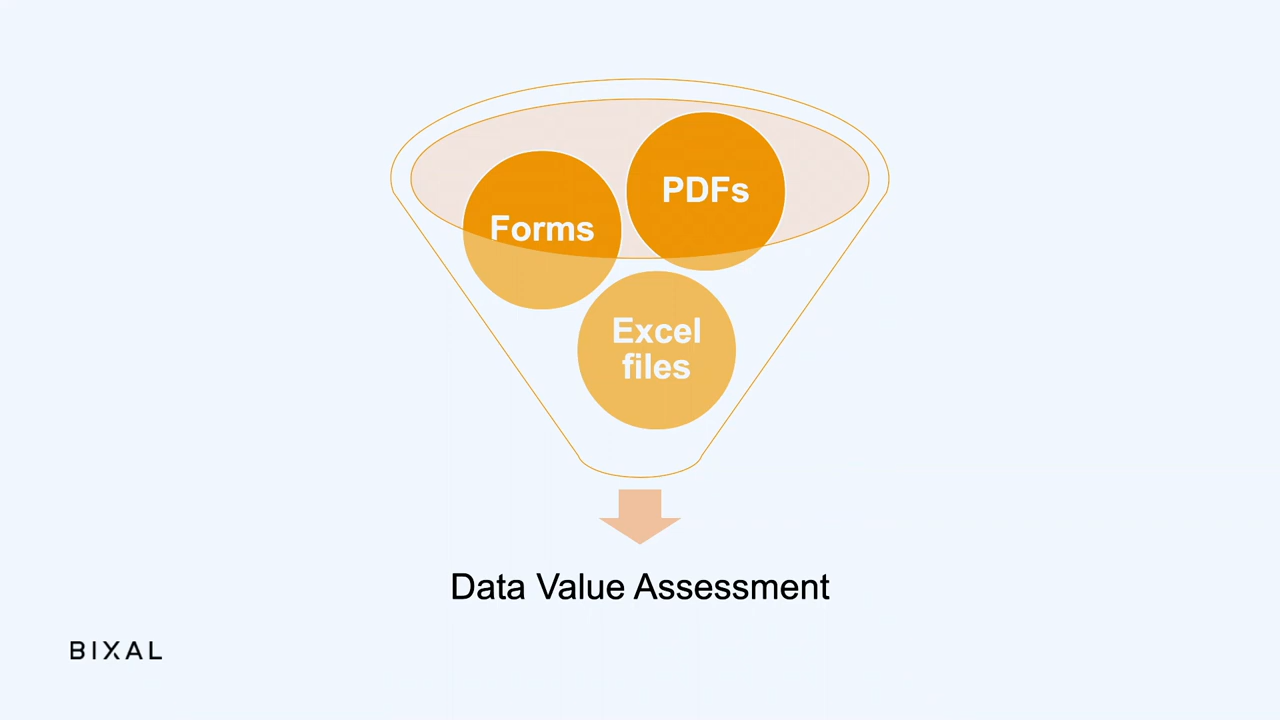 PDFs
Forms
Excel
files
Data Value Assessment
BIXAL